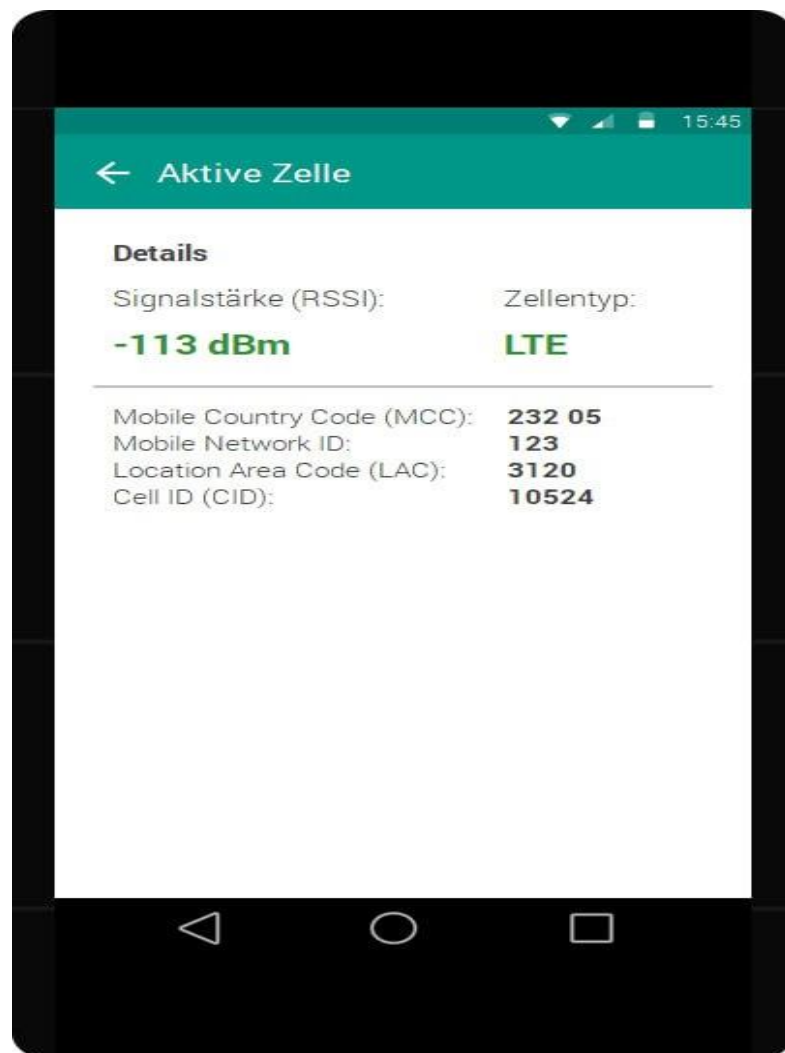 15:45
← Aktive Zelle
Details
Signalstärke (RSSI): Zellentyp:
-113 dBm LTE
Mobile Country Code (MCC): 232 05
Mobile Network ID: 123
Location Area Code (LAC): 3120
Cell ID (CID): 10524